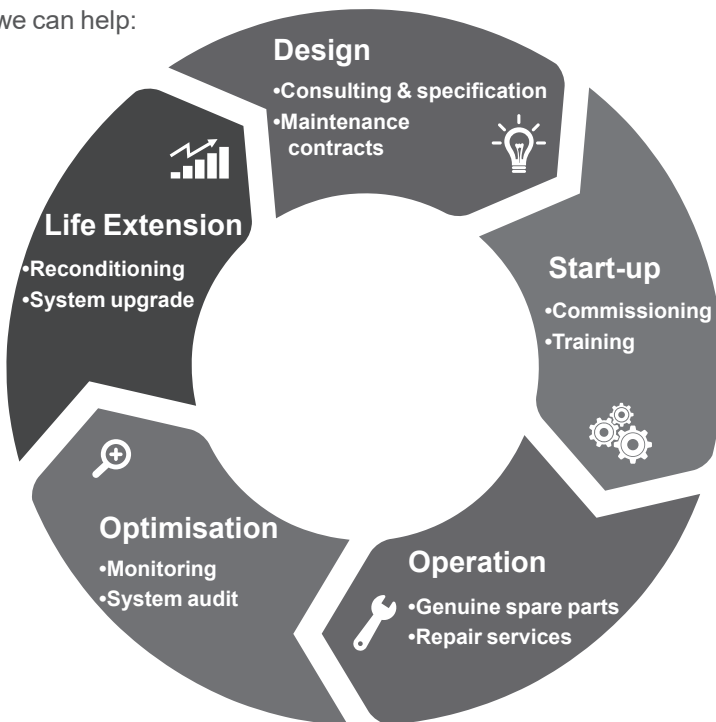 we can help:
Design
•Consulting & specification
•Maintenance
contracts
Start-up
•Commissioning
•Training
Operation
•Genuine spare parts
•Repair services
Optimisation
•Monitoring
•System audit
Life Extension
•Reconditioning
•System upgrade